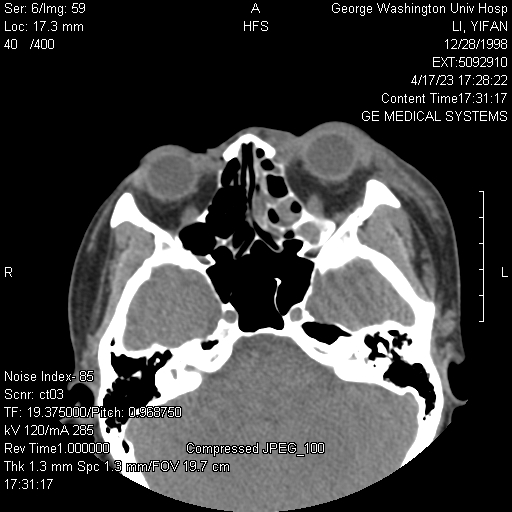 Ser: 6/Img: 59
Loc: 17.3 mm
40 /400
A
HFS
George Washington Univ Hosp
LI, YIFAN
12/28/1998
EXT:5092910
4/17/23 17:28:22
Content Time17:31:17
GE MEDICAL SYSTEMS
R
L
Noise Index- 85
Scnr: ct03
TF: 19.375000/Pitch: 0.968750
kV 120/mA 285
Rev Time1.000000
Compressed JPEG_100
Thk 1.3 mm Spc 1.3 mm/FOV 19.7 cm
17:31:17